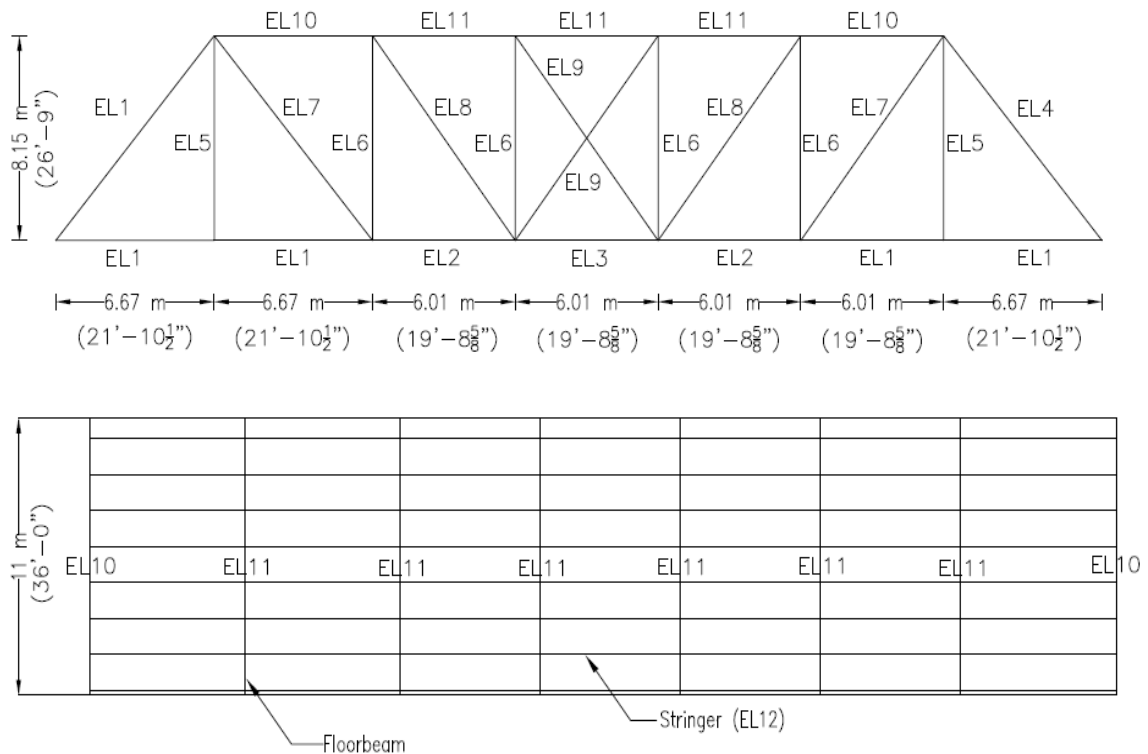 EL10 EL11 EL11 EL11 EL10
EL9
EL1 EL7 EL8 EL8 EL7 EL4
8.15 m
(26'-9")
EL5 EL6 EL6 EL6 EL6 EL5
EL9
EL1 EL1 EL2 EL3 EL2 EL1 EL1
6.67 m 6.67 m 6.01 m 6.01 m 6.01 m 6.01 m 6.67 m
(21'-10½") (21'-10½") (19'-8⅝") (19'-8⅝") (19'-8⅝") (19'-8⅝") (21'-10½")
11 m
(36'-0")
EL10 EL11 EL11 EL11 EL11 EL11 EL11 EL10
Stringer (EL12)
Floorbeam